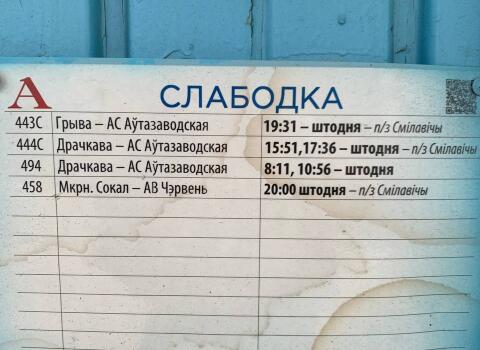 А СЛАБОДКА
443С Грыва – АС Аўтазаводская 19:31 – штодня – п/з Смілавічы
444С Драчкава – АС Аўтазаводская 15:51,17:36 – штодня – п/з Смілавічы
494 Драчкава – АС Аўтазаводская 8:11, 10:56 – штодня
458 Мкрн. Сокал – АВ Чэрвень 20:00 штодня – п/з Смілавічы